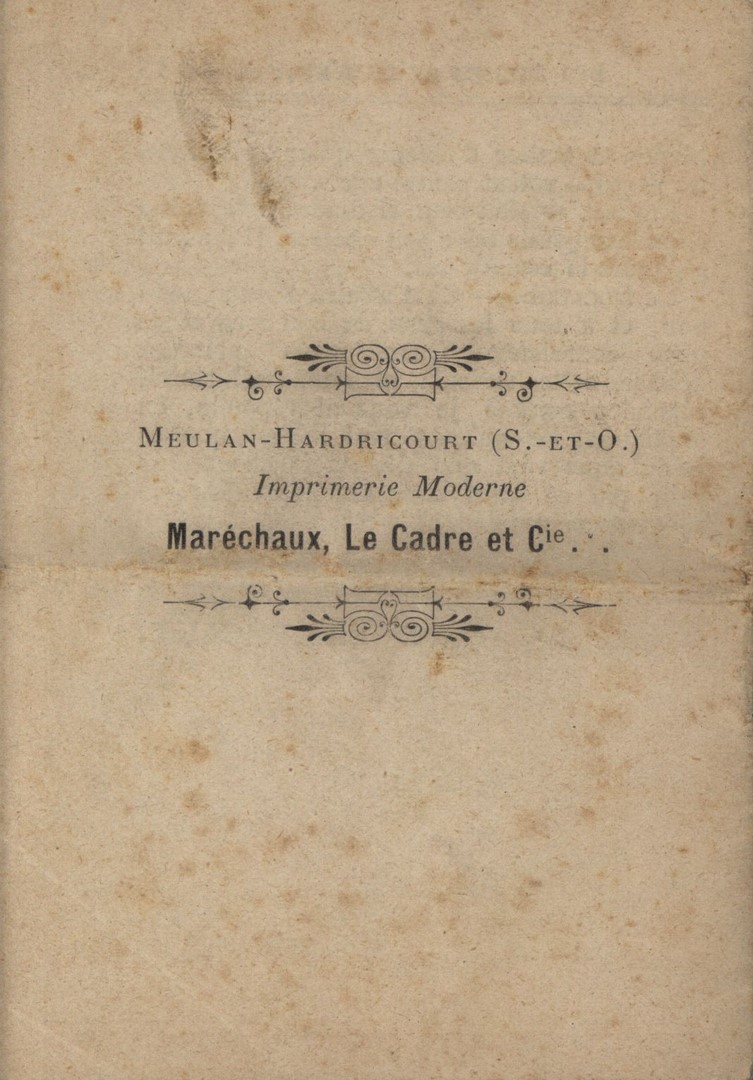 MEULAN-HARDRICOURT (S.-ET-O.)
Imprimerie Moderne
Maréchaux, Le Cadre et Cie. . .